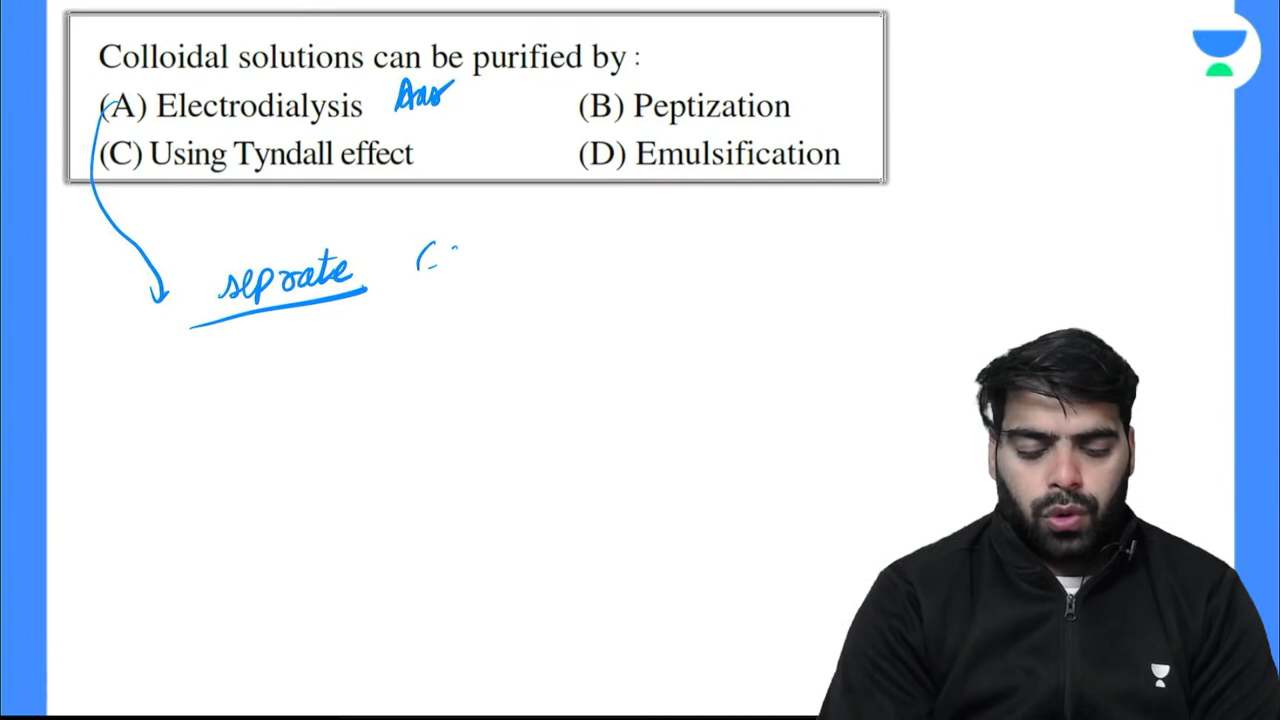 Colloidal solutions can be purified by :
(A) Electrodialysis Ans (B) Peptization
(C) Using Tyndall effect (D) Emulsification
seprate (